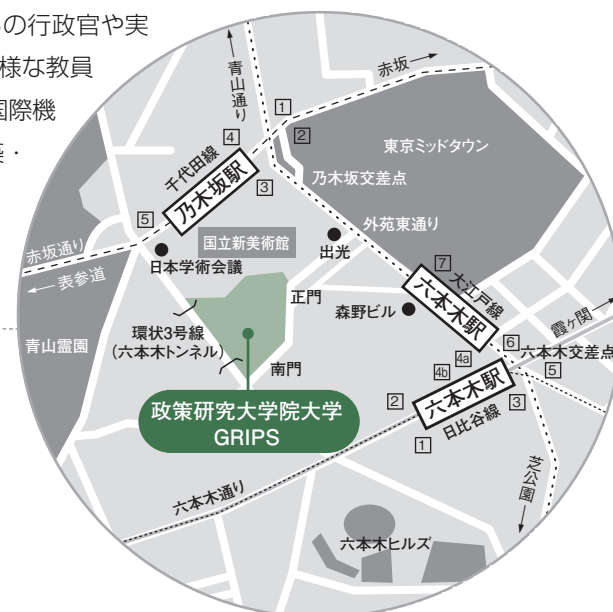 の行政官や実
様な教員
国際機
築・
青山通り
赤坂
1
2
東京ミッドタウン
4
千代田線
乃木坂駅
3
乃木坂交差点
5
外苑東通り
国立新美術館
出光
赤坂通り
表参道
日本学術会議
7
大江戸線
六本木駅
正門
森野ビル
霞ヶ関
環状3号線
(六本木トンネル)
青山霊園
南門
6
六本木交差点
5
4a
4b
六本木駅
日比谷線
2
3
1
政策研究大学院大学
GRIPS
芝公園
六本木通り
六本木ヒルズ